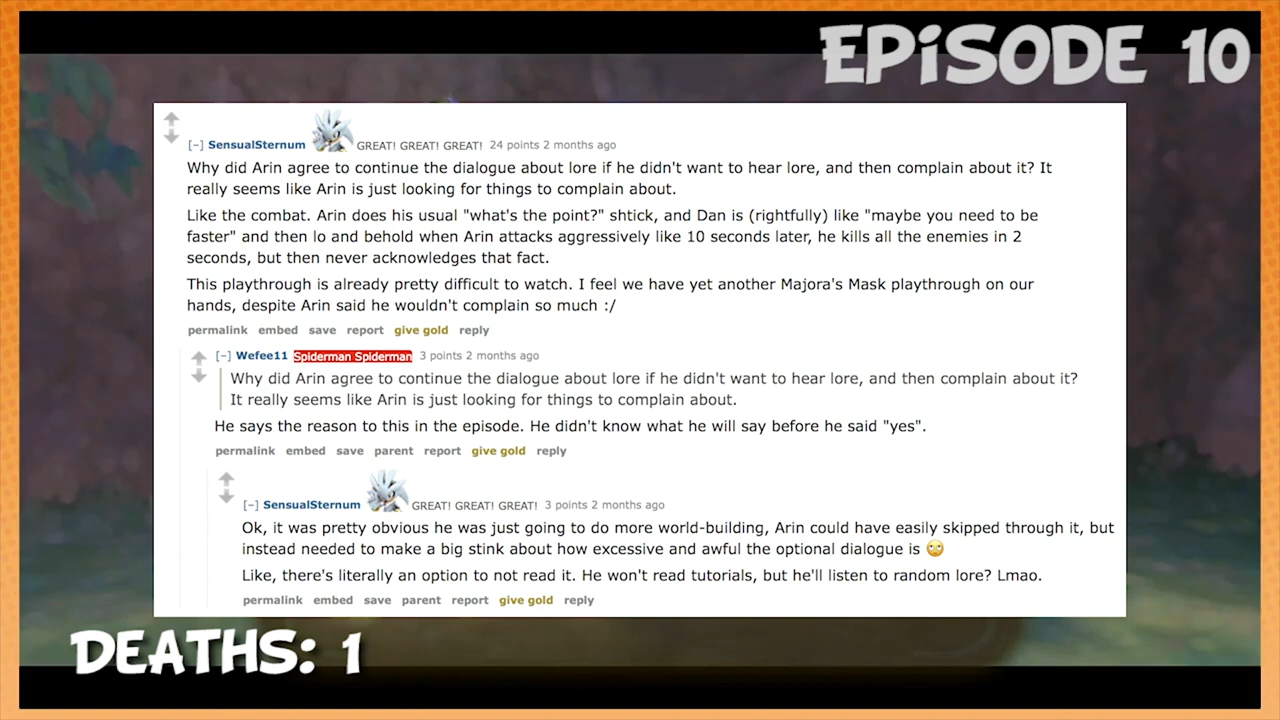 EPISODE 10
[-] SensualSternum GREAT! GREAT! GREAT! 24 points 2 months ago
Why did Arin agree to continue the dialogue about lore if he didn't want to hear lore, and then complain about it? It
really seems like Arin is just looking for things to complain about.
Like the combat. Arin does his usual "what's the point?" shtick, and Dan is (rightfully) like "maybe you need to be
faster" and then lo and behold when Arin attacks aggressively like 10 seconds later, he kills all the enemies in 2
seconds, but then never acknowledges that fact.
This playthrough is already pretty difficult to watch. I feel we have yet another Majora's Mask playthrough on our
hands, despite Arin said he wouldn't complain so much :/
permalink embed save report give gold reply
[-] Wefee11 Spiderman Spiderman 3 points 2 months ago
Why did Arin agree to continue the dialogue about lore if he didn't want to hear lore, and then complain about it?
It really seems like Arin is just looking for things to complain about.
He says the reason to this in the episode. He didn't know what he will say before he said "yes".
permalink embed save parent report give gold reply
[-] SensualSternum GREAT! GREAT! GREAT! 3 points 2 months ago
Ok, it was pretty obvious he was just going to do more world-building, Arin could have easily skipped through it, but
instead needed to make a big stink about how excessive and awful the optional dialogue is 🙄
Like, there's literally an option to not read it. He won't read tutorials, but he'll listen to random lore? Lmao.
permalink embed save parent report give gold reply
DEATHS: 1